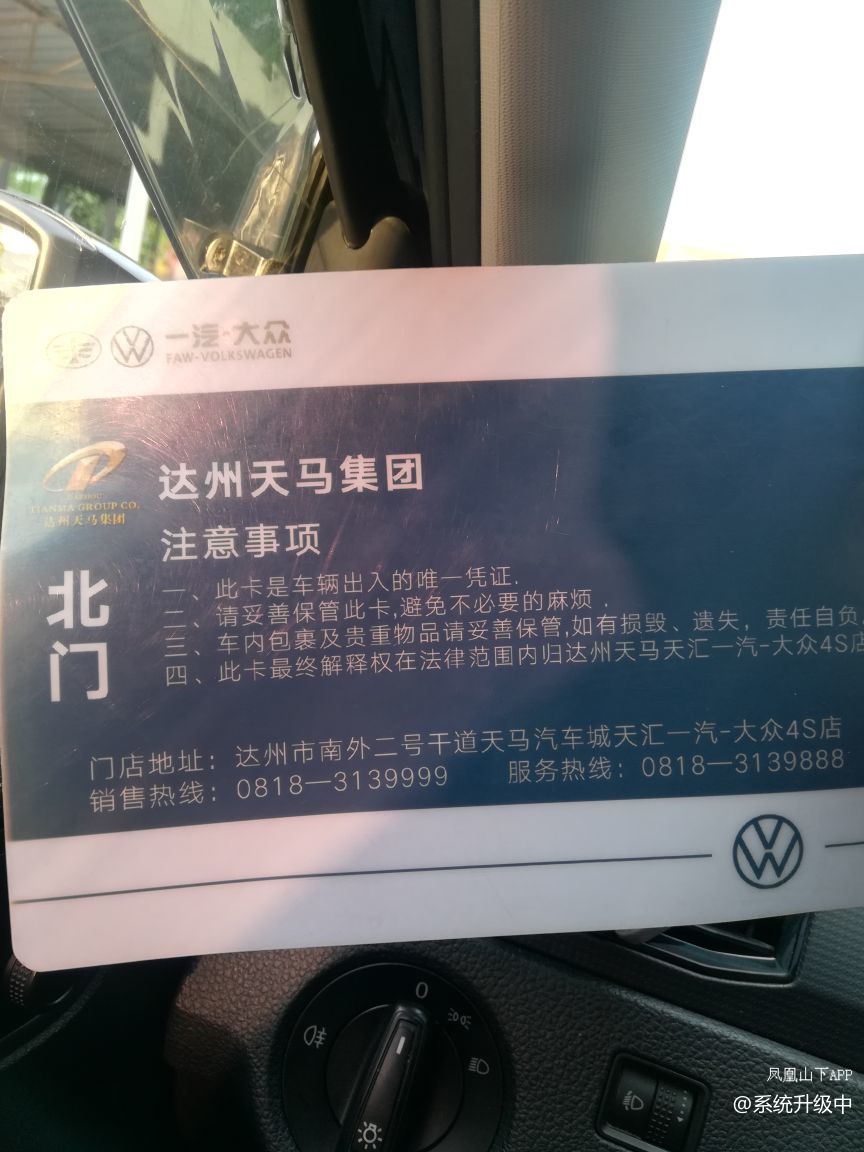 一汽-大众
FAW-VOLKSWAGEN
达州天马集团
TIANMA GROUP CO.
达州天马集团
注意事项
北门
一、此卡是车辆出入的唯一凭证.
二、请妥善保管此卡,避免不必要的麻烦.
三、车内包裹及贵重物品请妥善保管,如有损毁、遗失，责任自负.
四、此卡最终解释权在法律范围内归达州天马天汇一汽-大众4S店
门店地址：达州市南外二号干道天马汽车城天汇一汽-大众4S店
销售热线：0818—3139999 服务热线：0818—3139888
0
凤凰山下APP
@系统升级中